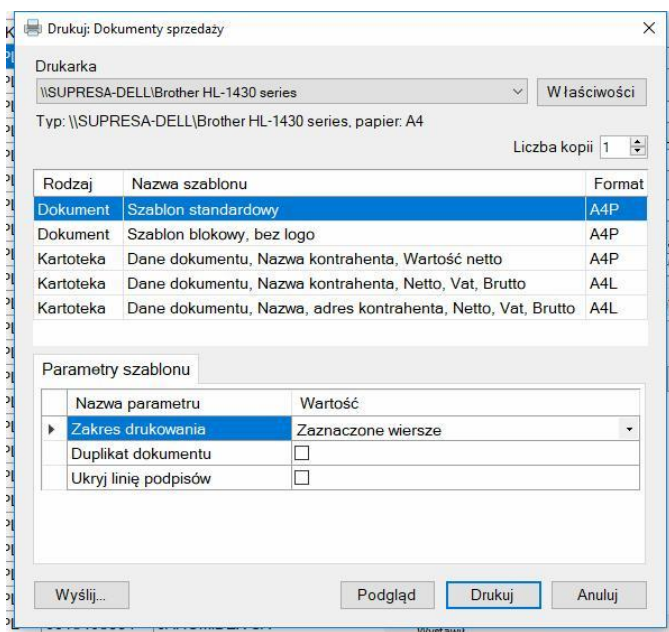 Drukuj: Dokumenty sprzedaży
Drukarka
\\SUPRESA-DELL\Brother HL-1430 series
Właściwości
Typ: \\SUPRESA-DELL\Brother HL-1430 series, papier: A4
Liczba kopii 1
Rodzaj Nazwa szablonu Format
Dokument Szablon standardowy A4P
Dokument Szablon blokowy, bez logo A4P
Kartoteka Dane dokumentu, Nazwa kontrahenta, Wartość netto A4P
Kartoteka Dane dokumentu, Nazwa kontrahenta, Netto, Vat, Brutto A4L
Kartoteka Dane dokumentu, Nazwa, adres kontrahenta, Netto, Vat, Brutto A4L
Parametry szablonu
Nazwa parametru Wartość
Zakres drukowania Zaznaczone wiersze
Duplikat dokumentu
Ukryj linię podpisów
Wyślij... Podgląd Drukuj Anuluj